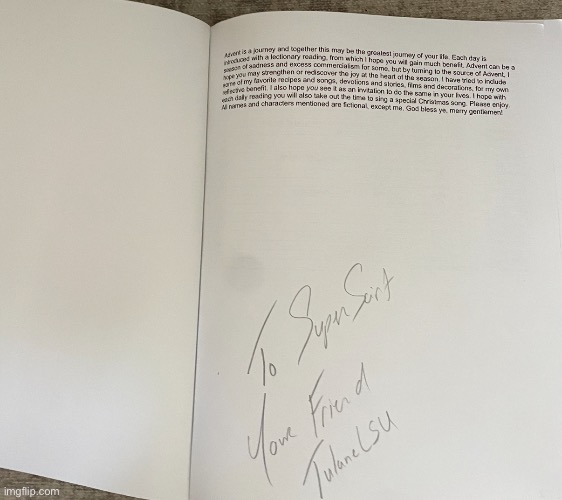 Advent is a journey and together this may be the greatest journey of your life. Each day is
introduced with a lectionary reading, from which I hope you will gain much benefit. Advent can be a
season of sadness and excess commercialism for some, but by turning to the source of Advent, I
hope you may strengthen or rediscover the joy at the heart of the season. I have tried to include
some of my favorite recipes and songs, devotions and stories, films and decorations, for my own
reflective benefit. I also hope you see it as an invitation to do the same in your lives. I hope with
each daily reading you will also take out the time to sing a special Christmas song. Please enjoy.
All names and characters mentioned are fictional, except me. God bless ye, merry gentlemen!
To Super Saint
Your Friend
TulaneLSU
imgflip.com